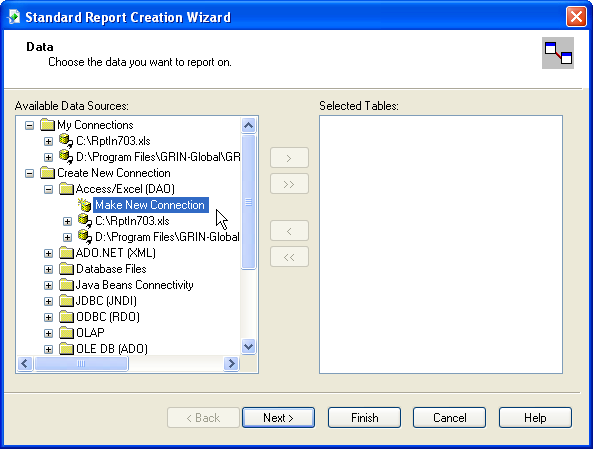 Standard Report Creation Wizard
Data
Choose the data you want to report on.
Available Data Sources:
Selected Tables:
My Connections
C:\RptIn703.xls
D:\Program Files\GRIN-Global\GR
Create New Connection
Access/Excel (DAO)
Make New Connection
C:\RptIn703.xls
D:\Program Files\GRIN-Global
ADO.NET (XML)
Database Files
Java Beans Connectivity
JDBC (JNDI)
ODBC (RDO)
OLAP
OLE DB (ADO)
>
>>
<
<<
< Back
Next >
Finish
Cancel
Help